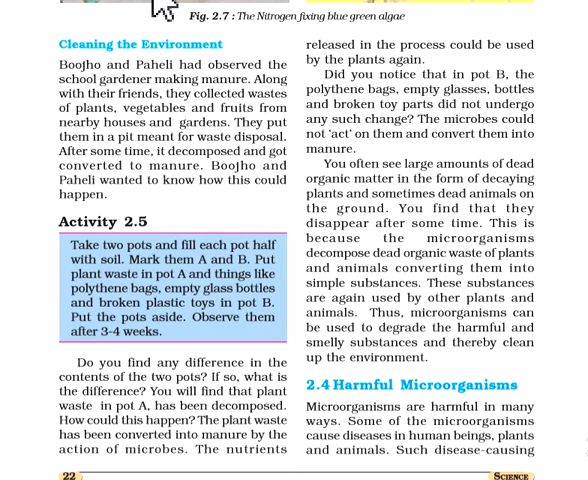 Fig. 2.7 : The Nitrogen fixing blue green algae
Cleaning the Environment
Boojho and Paheli had observed the
school gardener making manure. Along
with their friends, they collected wastes
of plants, vegetables and fruits from
nearby houses and gardens. They put
them in a pit meant for waste disposal.
After some time, it decomposed and got
converted to manure. Boojho and
Paheli wanted to know how this could
happen.
Activity 2.5
Take two pots and fill each pot half
with soil. Mark them A and B. Put
plant waste in pot A and things like
polythene bags, empty glass bottles
and broken plastic toys in pot B.
Put the pots aside. Observe them
after 3-4 weeks.
Do you find any difference in the
contents of the two pots? If so, what is
the difference? You will find that plant
waste in pot A, has been decomposed.
How could this happen? The plant waste
has been converted into manure by the
action of microbes. The nutrients
released in the process could be used
by the plants again.
Did you notice that in pot B, the
polythene bags, empty glasses, bottles
and broken toy parts did not undergo
any such change? The microbes could
not 'act' on them and convert them into
manure.
You often see large amounts of dead
organic matter in the form of decaying
plants and sometimes dead animals on
the ground. You find that they
disappear after some time. This is
because the microorganisms
decompose dead organic waste of plants
and animals converting them into
simple substances. These substances
are again used by other plants and
animals. Thus, microorganisms can
be used to degrade the harmful and
smelly substances and thereby clean
up the environment.
2.4 Harmful Microorganisms
Microorganisms are harmful in many
ways. Some of the microorganisms
cause diseases in human beings, plants
and animals. Such disease-causing
22
SCIENCE